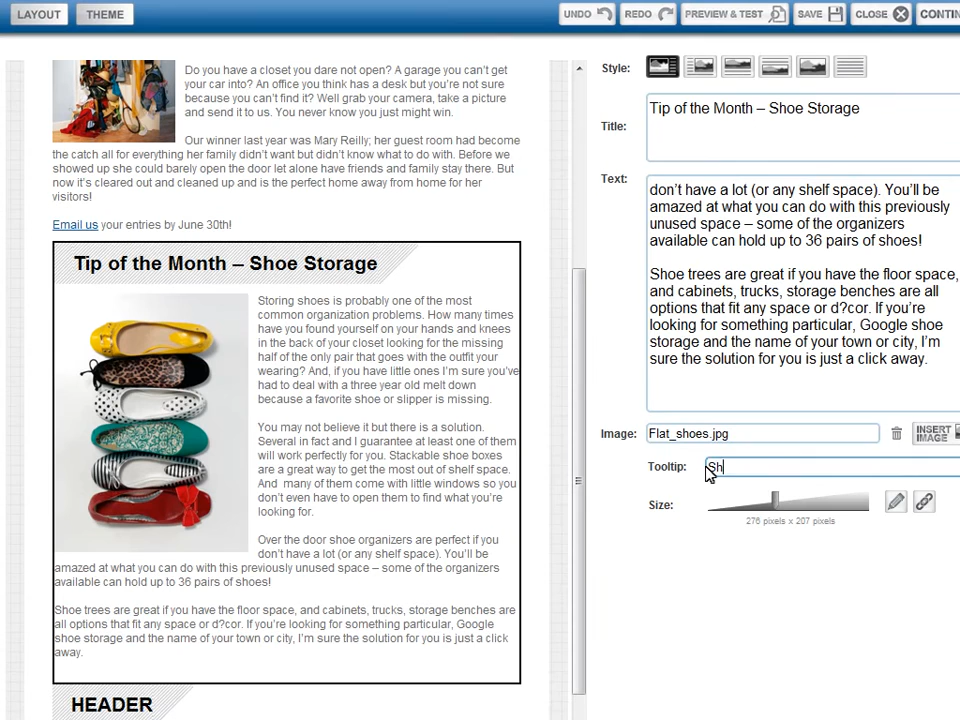 LAYOUT THEME UNDO REDO PREVIEW & TEST SAVE CLOSE CONTIN
Do you have a closet you dare not open? A garage you can't get
your car into? An office you think has a desk but you're not sure
because you can't find it? Well grab your camera, take a picture
and send it to us. You never know you just might win.
Our winner last year was Mary Reilly; her guest room had become
the catch all for everything her family didn't want but didn't know what to do with. Before we
showed up she could barely open the door let alone have friends and family stay there. But
now it's cleared out and cleaned up and is the perfect home away from home for her
visitors!
Email us your entries by June 30th!
Tip of the Month – Shoe Storage
Storing shoes is probably one of the most
common organization problems. How many times
have you found yourself on your hands and knees
in the back of your closet looking for the missing
half of the only pair that goes with the outfit your
wearing? And, if you have little ones I'm sure you've
had to deal with a three year old melt down
because a favorite shoe or slipper is missing.
You may not believe it but there is a solution.
Several in fact and I guarantee at least one of them
will work perfectly for you. Stackable shoe boxes
are a great way to get the most out of shelf space.
And many of them come with little windows so you
don't even have to open them to find what you're
looking for.
Over the door shoe organizers are perfect if you
don't have a lot (or any shelf space). You'll be
amazed at what you can do with this previously unused space – some of the organizers
available can hold up to 36 pairs of shoes!
Shoe trees are great if you have the floor space, and cabinets, trucks, storage benches are
all options that fit any space or d?cor. If you're looking for something particular, Google
shoe storage and the name of your town or city, I'm sure the solution for you is just a click
away.
HEADER
Style:
Title:
Tip of the Month – Shoe Storage
Text:
don't have a lot (or any shelf space). You'll be
amazed at what you can do with this previously
unused space – some of the organizers
available can hold up to 36 pairs of shoes!
Shoe trees are great if you have the floor space,
and cabinets, trucks, storage benches are all
options that fit any space or d?cor. If you're
looking for something particular, Google shoe
storage and the name of your town or city, I'm
sure the solution for you is just a click away.
Image: Flat_shoes.jpg INSERT
IMAGE
Tooltip: Sh
Size:
276 pixels x 207 pixels